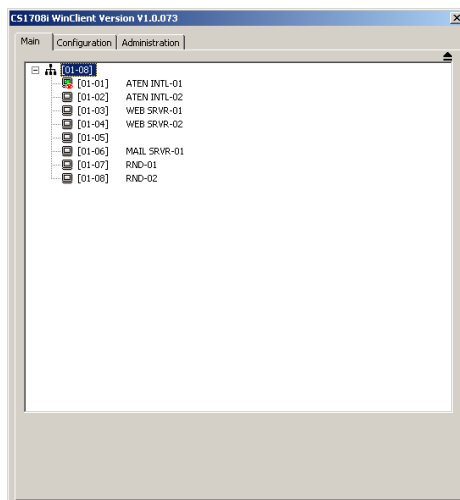 CS1708i WinClient Version V1.0.073
Main Configuration Administration
[01-08]
[01-01] ATEN INTL-01
[01-02] ATEN INTL-02
[01-03] WEB SRVR-01
[01-04] WEB SRVR-02
[01-05]
[01-06] MAIL SRVR-01
[01-07] RND-01
[01-08] RND-02